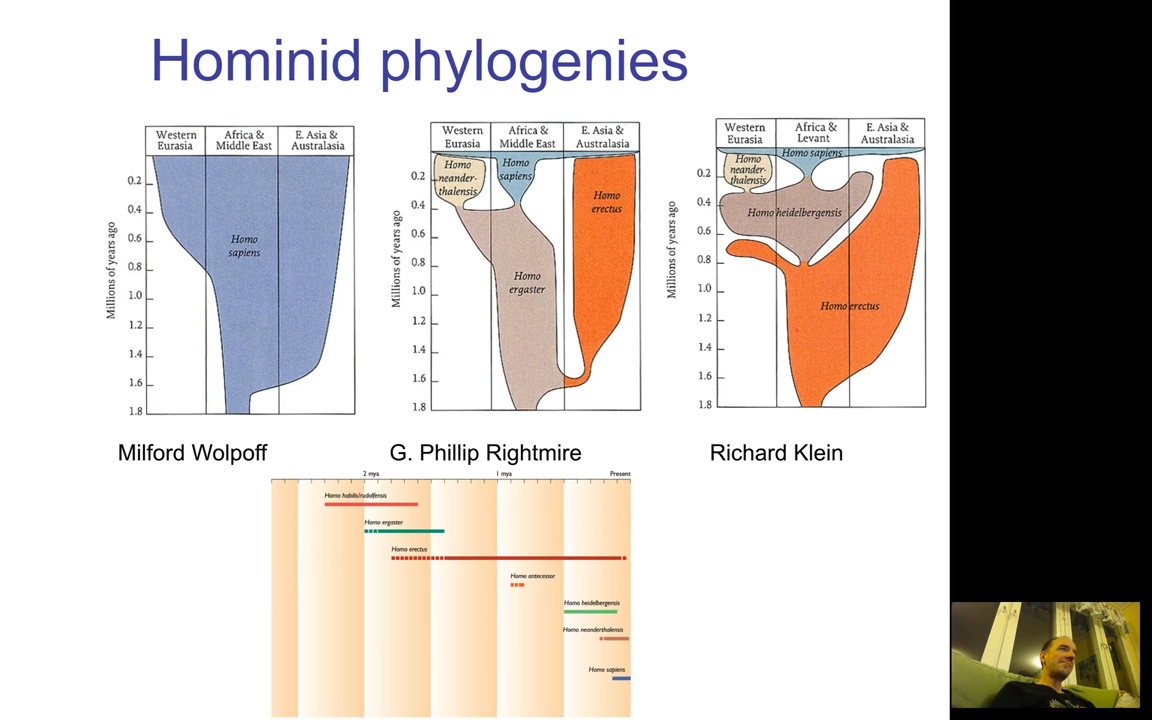 Hominid phylogenies
Western
Eurasia
Africa &
Middle East
E. Asia &
Australasia
Millions of years ago
0.2
0.4
0.6
0.8
1.0
1.2
1.4
1.6
1.8
Homo
sapiens
Milford Wolpoff
Western
Eurasia
Africa &
Middle East
E. Asia &
Australasia
Millions of years ago
0.2
0.4
0.6
0.8
1.0
1.2
1.4
1.6
1.8
Homo
neander-
thalensis
Homo
sapiens
Homo
erectus
Homo
ergaster
G. Phillip Rightmire
Western
Eurasia
Africa &
Levant
E. Asia &
Australasia
Millions of years ago
0.2
0.4
0.6
0.8
1.0
1.2
1.4
1.6
1.8
Homo sapiens
Homo
neander-
thalensis
Homo heidelbergensis
Homo erectus
Richard Klein
2 mya
1 mya
Present
Homo habilis/rudolfensis
Homo ergaster
Homo erectus
Homo antecessor
Homo heidelbergensis
Homo neanderthalensis
Homo sapiens